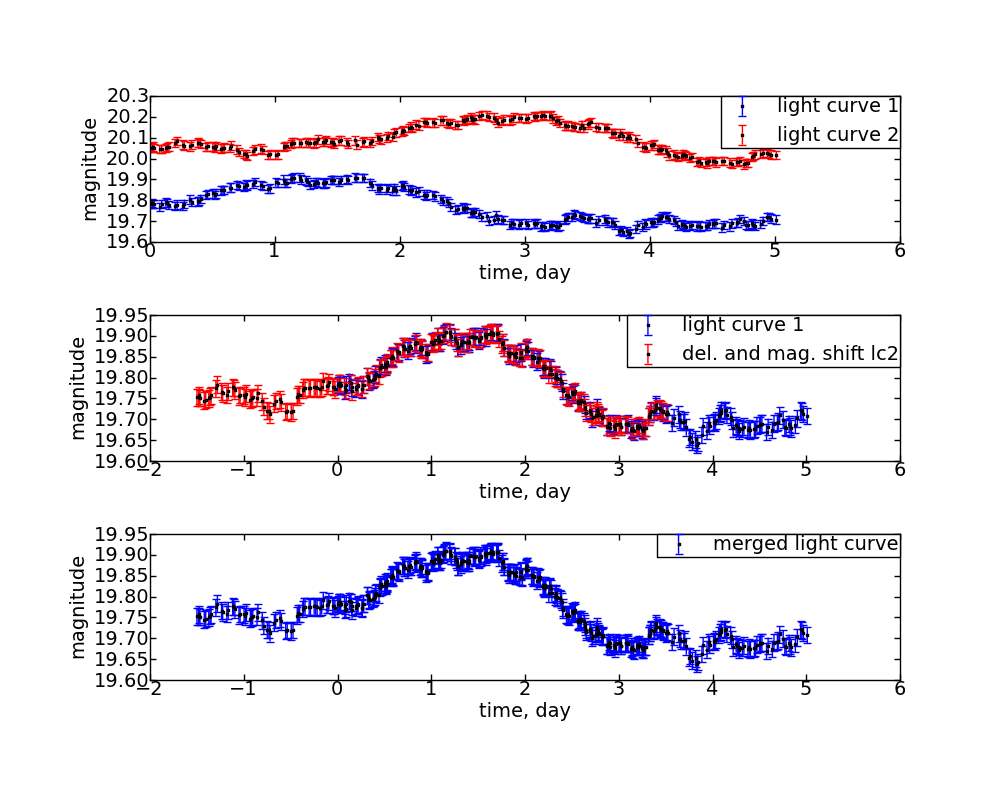 20.3
20.2
20.1
20.0
19.9
19.8
19.7
19.6
magnitude
light curve 1
light curve 2
0 1 2 3 4 5 6
time, day
19.95
19.90
19.85
19.80
19.75
19.70
19.65
19.60
magnitude
light curve 1
del. and mag. shift lc2
−2 −1 0 1 2 3 4 5 6
time, day
19.95
19.90
19.85
19.80
19.75
19.70
19.65
19.60
magnitude
merged light curve
−2 −1 0 1 2 3 4 5 6
time, day